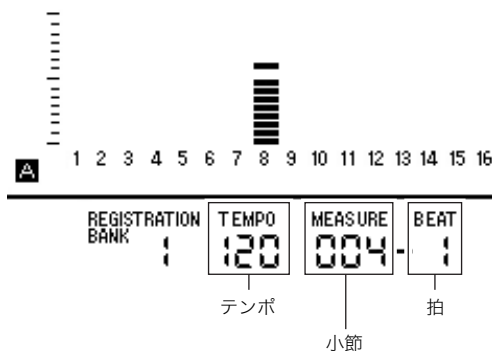 A
1 2 3 4 5 6 7 8 9 10 11 12 13 14 15 16
REGISTRATION BANK 1
TEMPO 120
MEASURE 004 - BEAT 1
テンポ
拍
小節